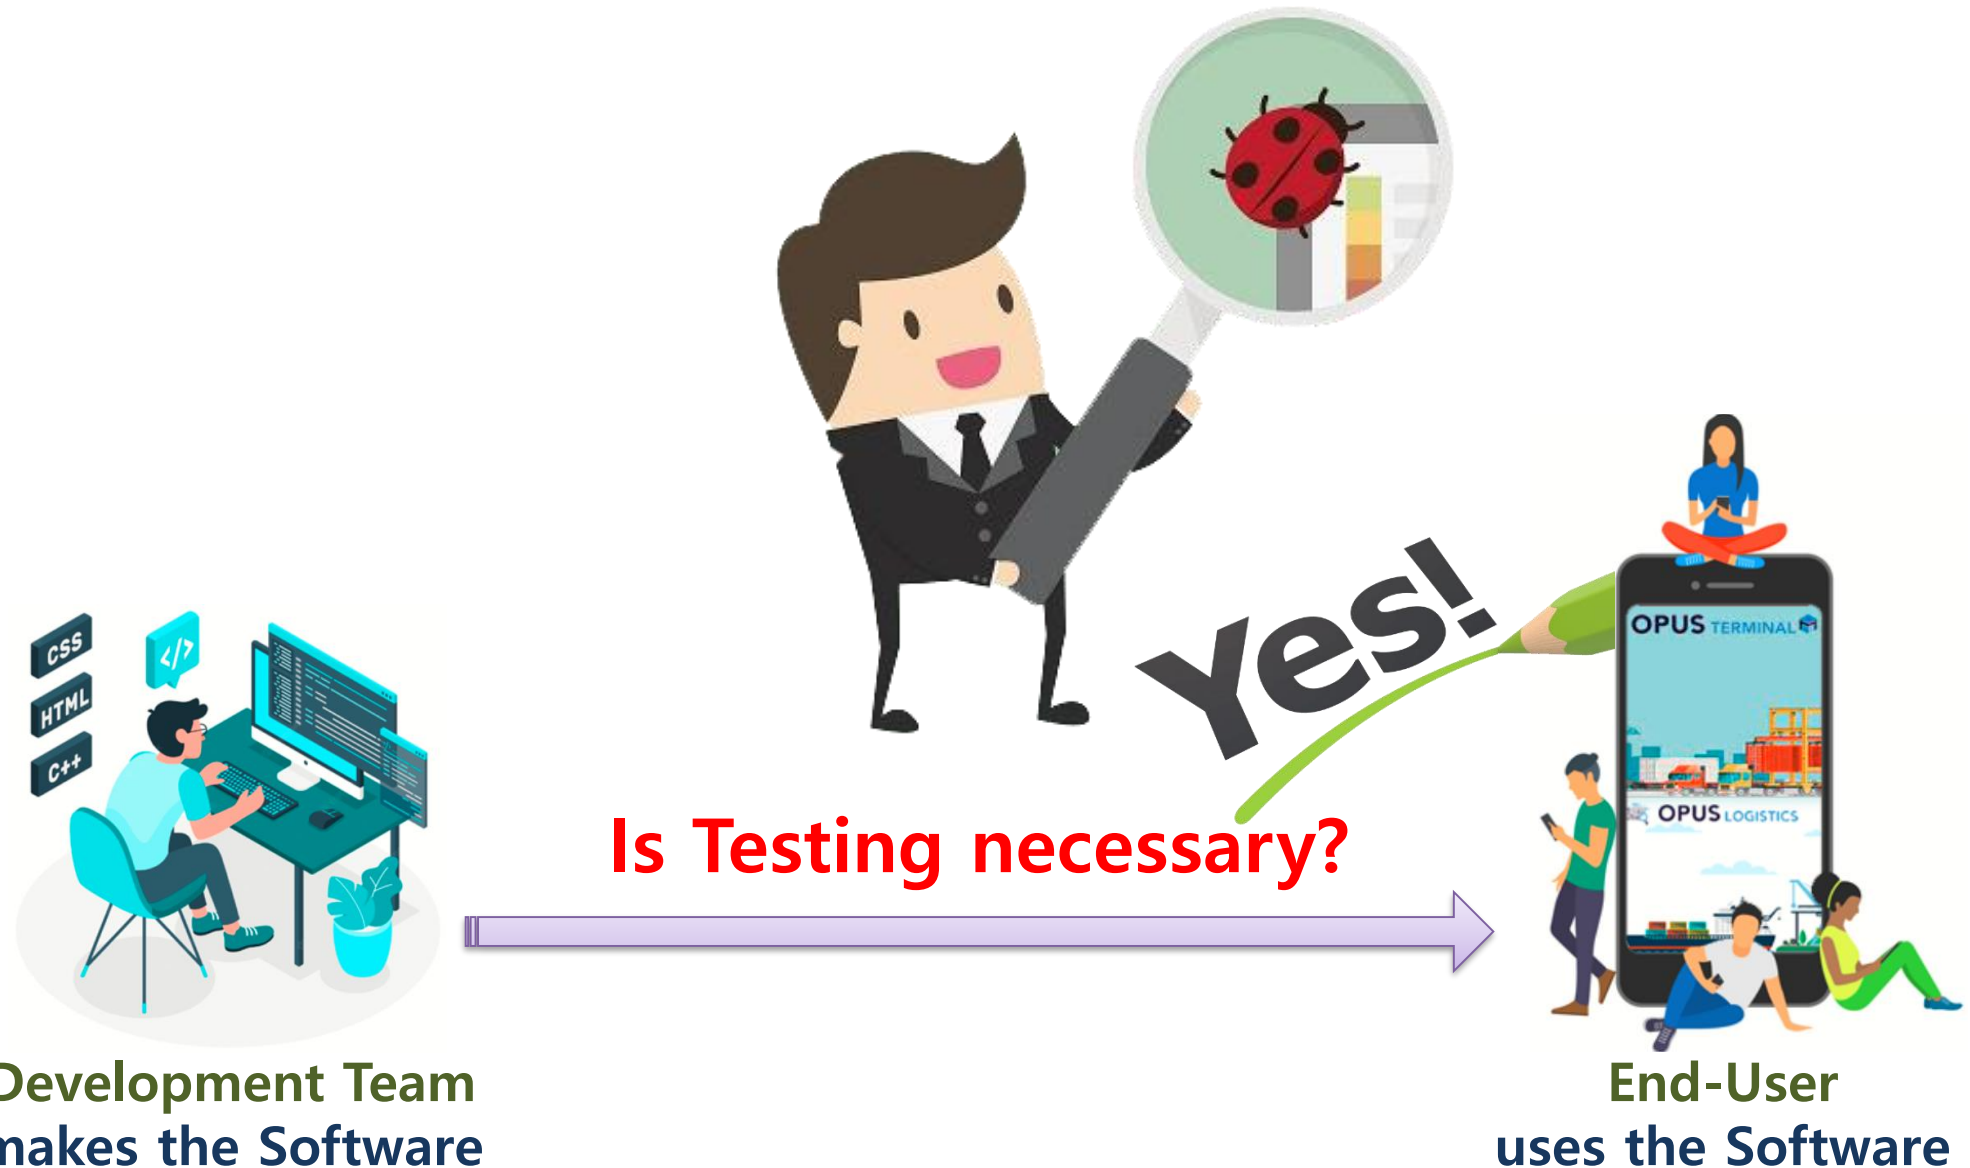 CSS
</>
HTML
C++
Yes!
OPUS TERMINAL
OPUS LOGISTICS
Is Testing necessary?
Development Team
makes the Software
End-User
uses the Software